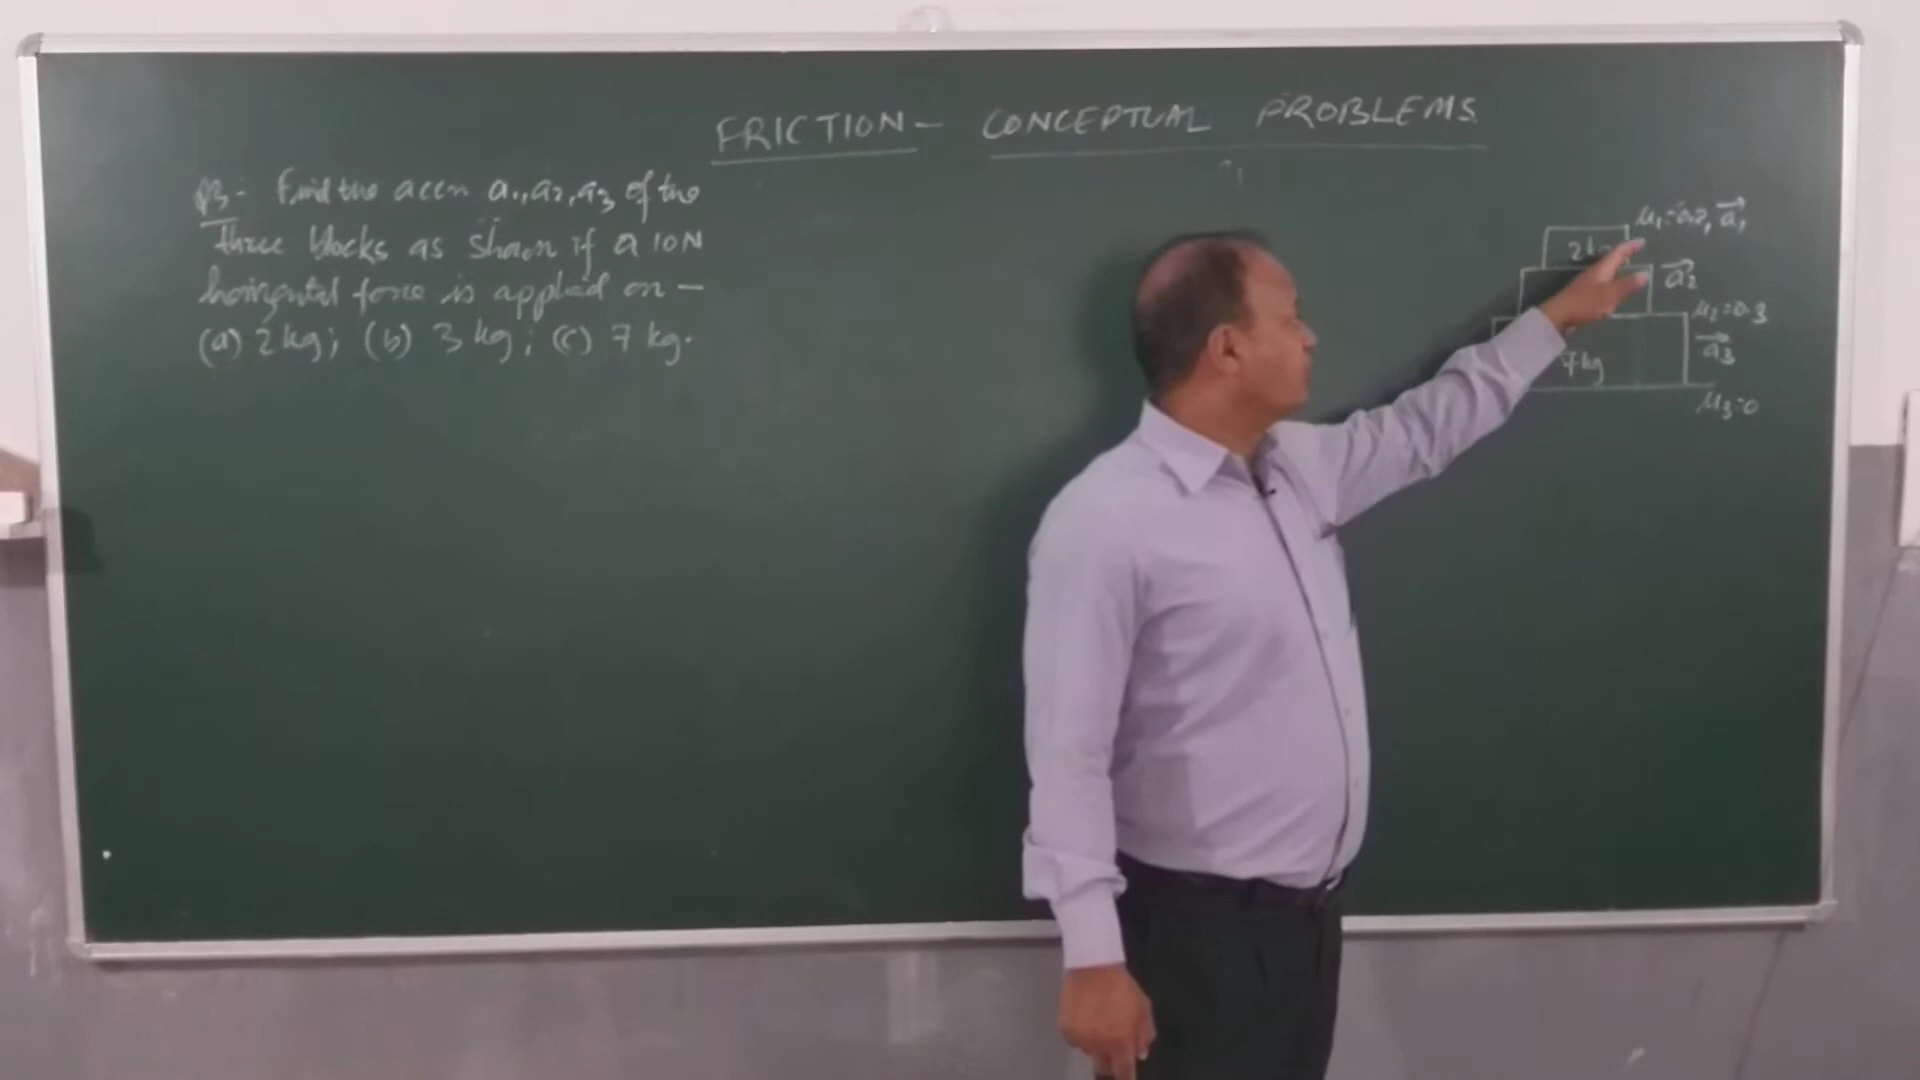 FRICTION - CONCEPTUAL PROBLEMS
Find the accn a₁, a₂, a₃ of the
three blocks as shown if a 10N
horizontal force is applied on -
(a) 2 kg; (b) 3 kg; (c) 7 kg.
μ₁=0.2, a₁
a₂
μ₂=0.3
a₃
7kg
μ₃=0